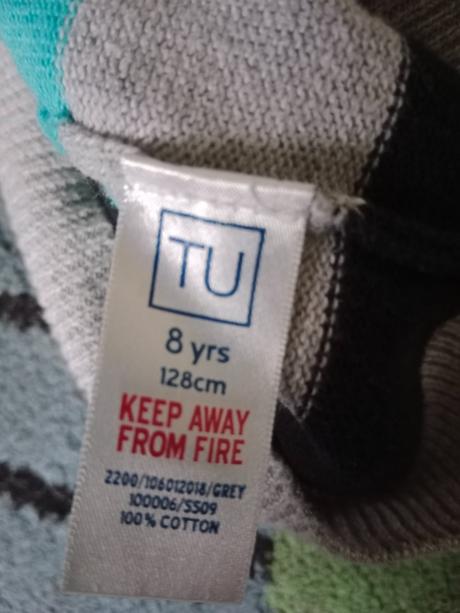 TU
8 yrs
128cm
KEEP AWAY
FROM FIRE
2200/106012018/GREY
100006/SS09
100% COTTON